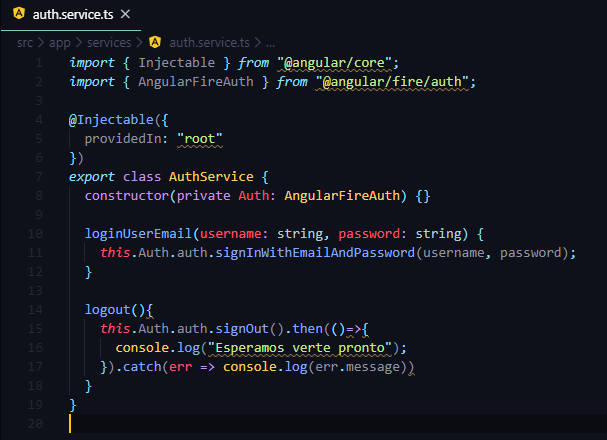 auth.service.ts ×
src > app > services > auth.service.ts > ...
1 import { Injectable } from "@angular/core";
2 import { AngularFireAuth } from "@angular/fire/auth";
3
4 @Injectable({
5   providedIn: "root"
6 })
7 export class AuthService {
8   constructor(private Auth: AngularFireAuth) {}
9
10   loginUserEmail(username: string, password: string) {
11     this.Auth.auth.signInWithEmailAndPassword(username, password);
12   }
13
14   logout(){
15     this.Auth.auth.signOut().then(()=>{
16       console.log("Esperamos verte pronto");
17     }).catch(err => console.log(err.message))
18   }
19 }
20